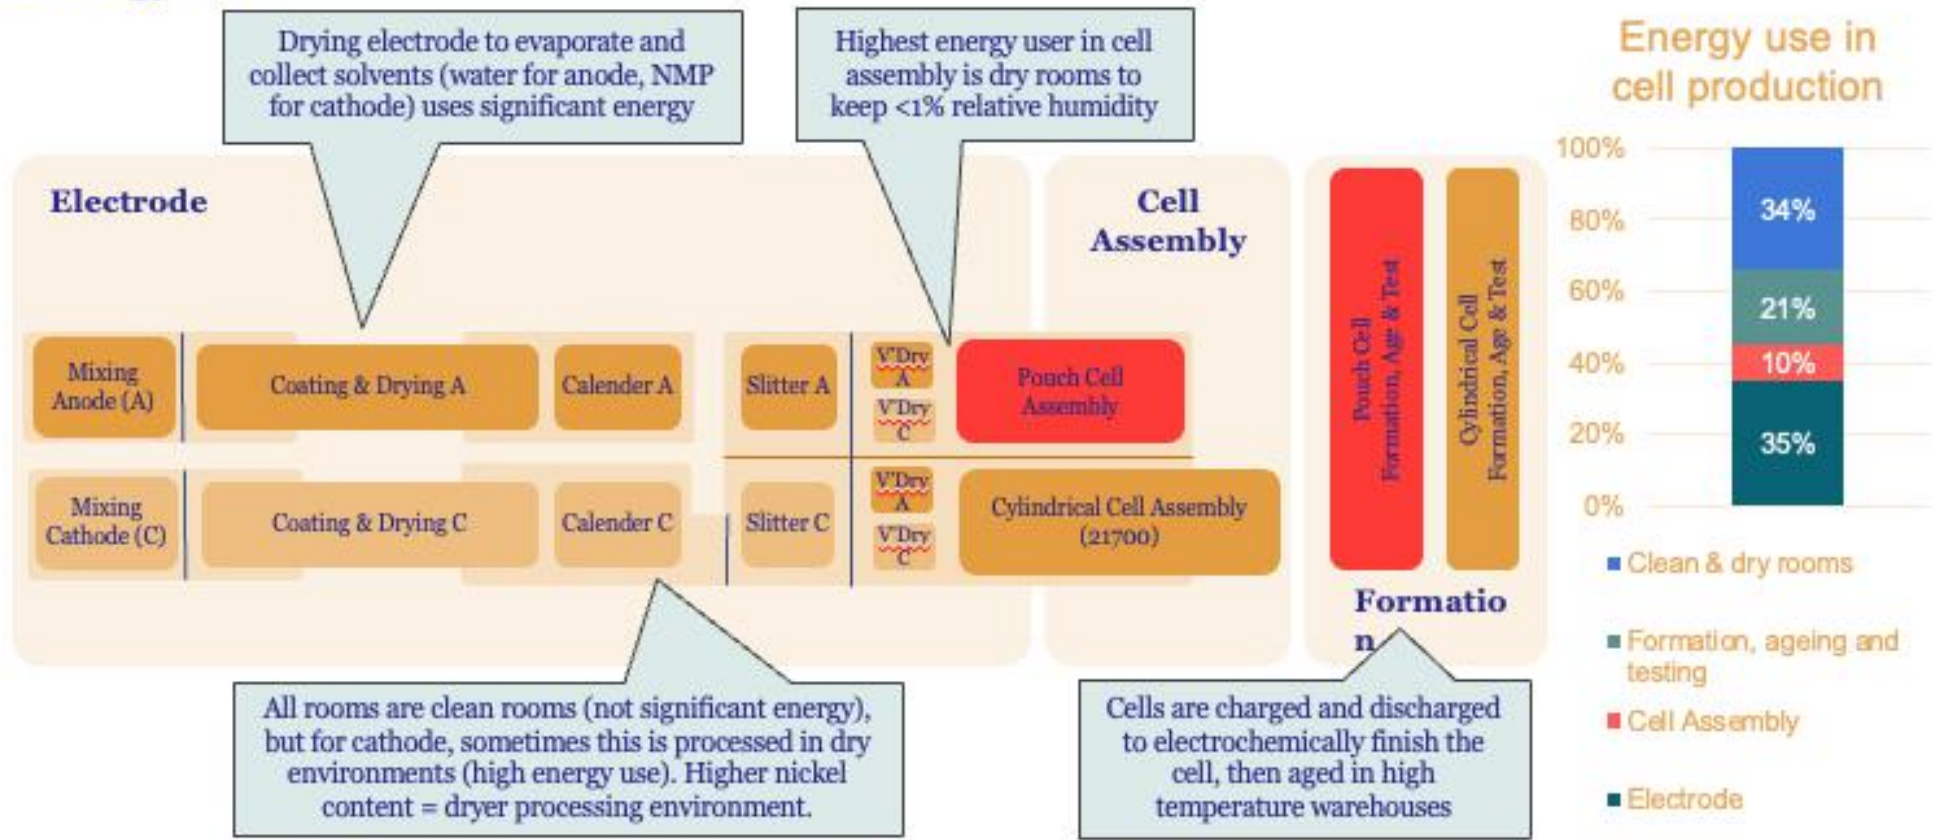 Drying electrode to evaporate and
collect solvents (water for anode, NMP
for cathode) uses significant energy
Highest energy user in cell
assembly is dry rooms to
keep <1% relative humidity
Electrode
Cell
Assembly
Mixing
Anode (A)
Coating & Drying A
Calender A
Slitter A
V'Dry
A
V'Dry
C
Pouch Cell
Assembly
Mixing
Cathode (C)
Coating & Drying C
Calender C
Slitter C
V'Dry
A
V'Dry
C
Cylindrical Cell Assembly
(21700)
Pouch Cell
Formation, Age & Test
Cylindrical Cell
Formation, Age & Test
Formatio
n
All rooms are clean rooms (not significant energy),
but for cathode, sometimes this is processed in dry
environments (high energy use). Higher nickel
content = dryer processing environment.
Cells are charged and discharged
to electrochemically finish the
cell, then aged in high
temperature warehouses
Energy use in
cell production
100%
80%
60%
40%
20%
0%
34%
21%
10%
35%
Clean & dry rooms
Formation, ageing and
testing
Cell Assembly
Electrode